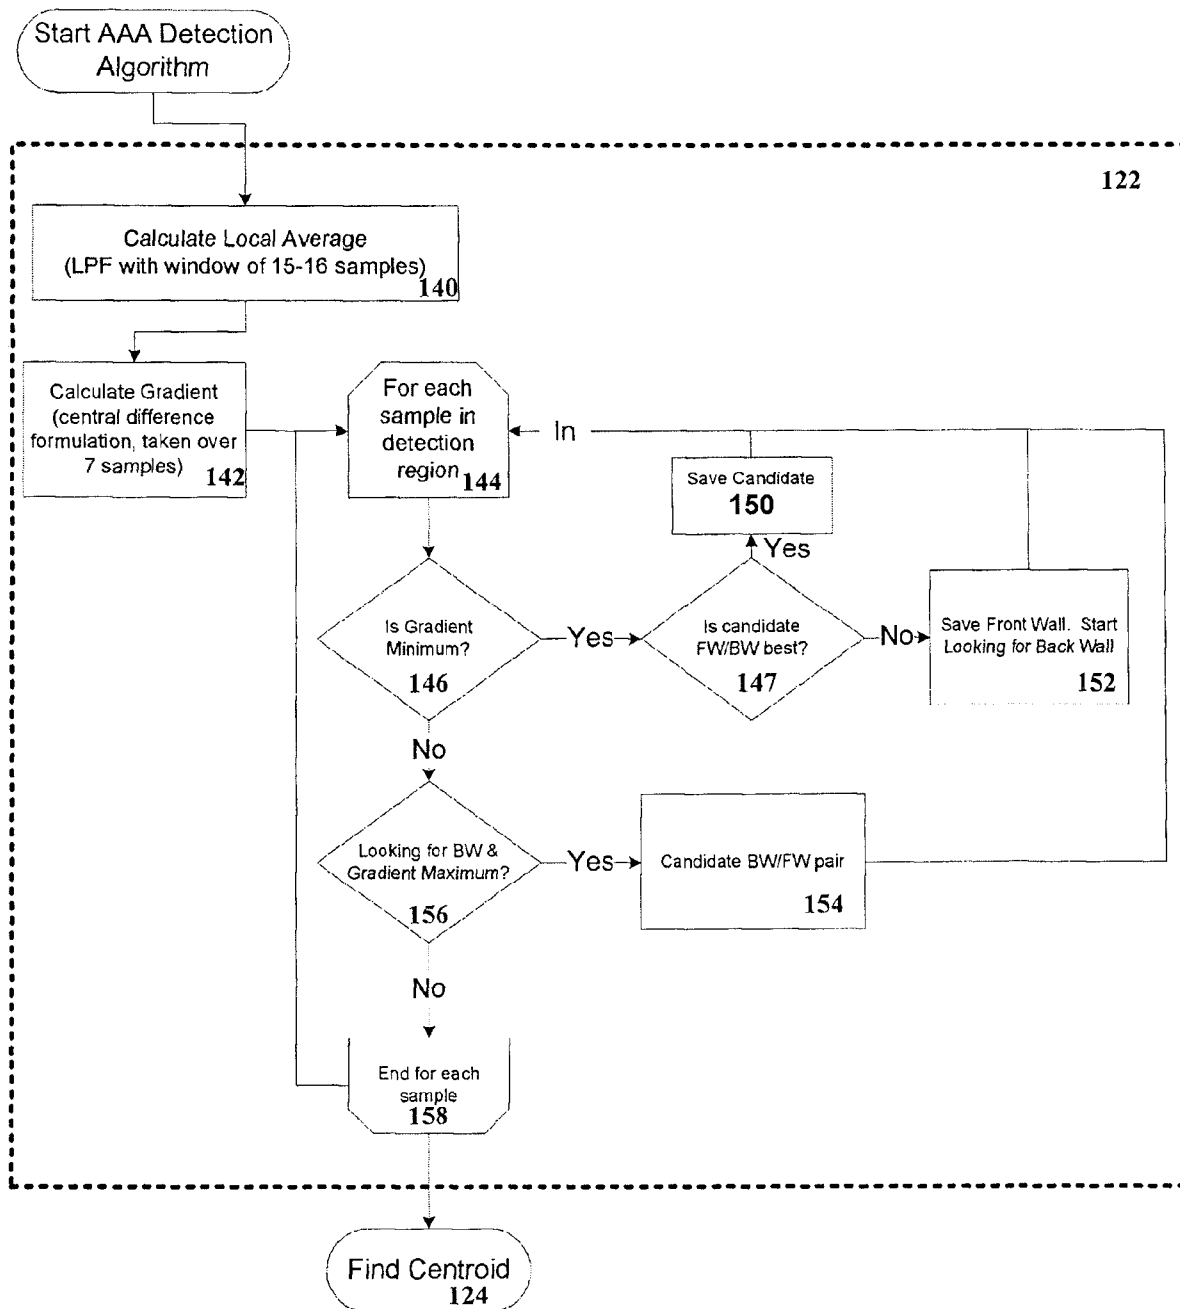 Start AAA Detection
Algorithm
122
Calculate Local Average
(LPF with window of 15-16 samples)
140
Calculate Gradient
(central difference
formulation, taken over
7 samples)
142
For each
sample in
detection
region
144
In
Save Candidate
150
Yes
Is Gradient
Minimum?
146
Yes
Is candidate
FW/BW best?
147
No
Save Front Wall. Start
Looking for Back Wall
152
No
Looking for BW &
Gradient Maximum?
156
Yes
Candidate BW/FW pair
154
No
End for each
sample
158
Find Centroid
124